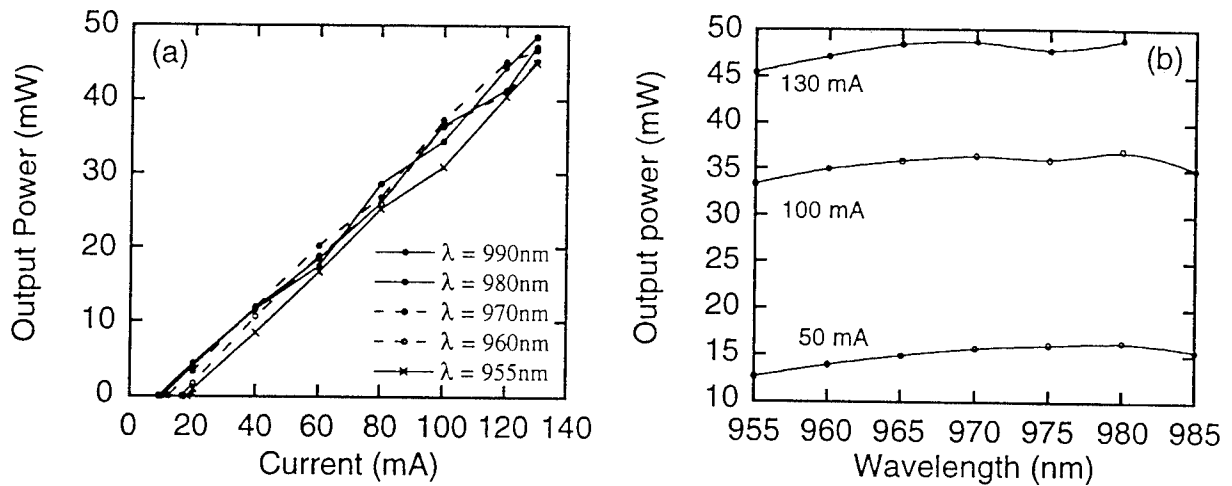 (a)
Output Power (mW)
50
40
30
20
10
0
0 20 40 60 80 100 120 140
Current (mA)
λ = 990nm
λ = 980nm
λ = 970nm
λ = 960nm
λ = 955nm
(b)
Output power (mW)
50
45
40
35
30
25
20
15
10
130 mA
100 mA
50 mA
955 960 965 970 975 980 985
Wavelength (nm)